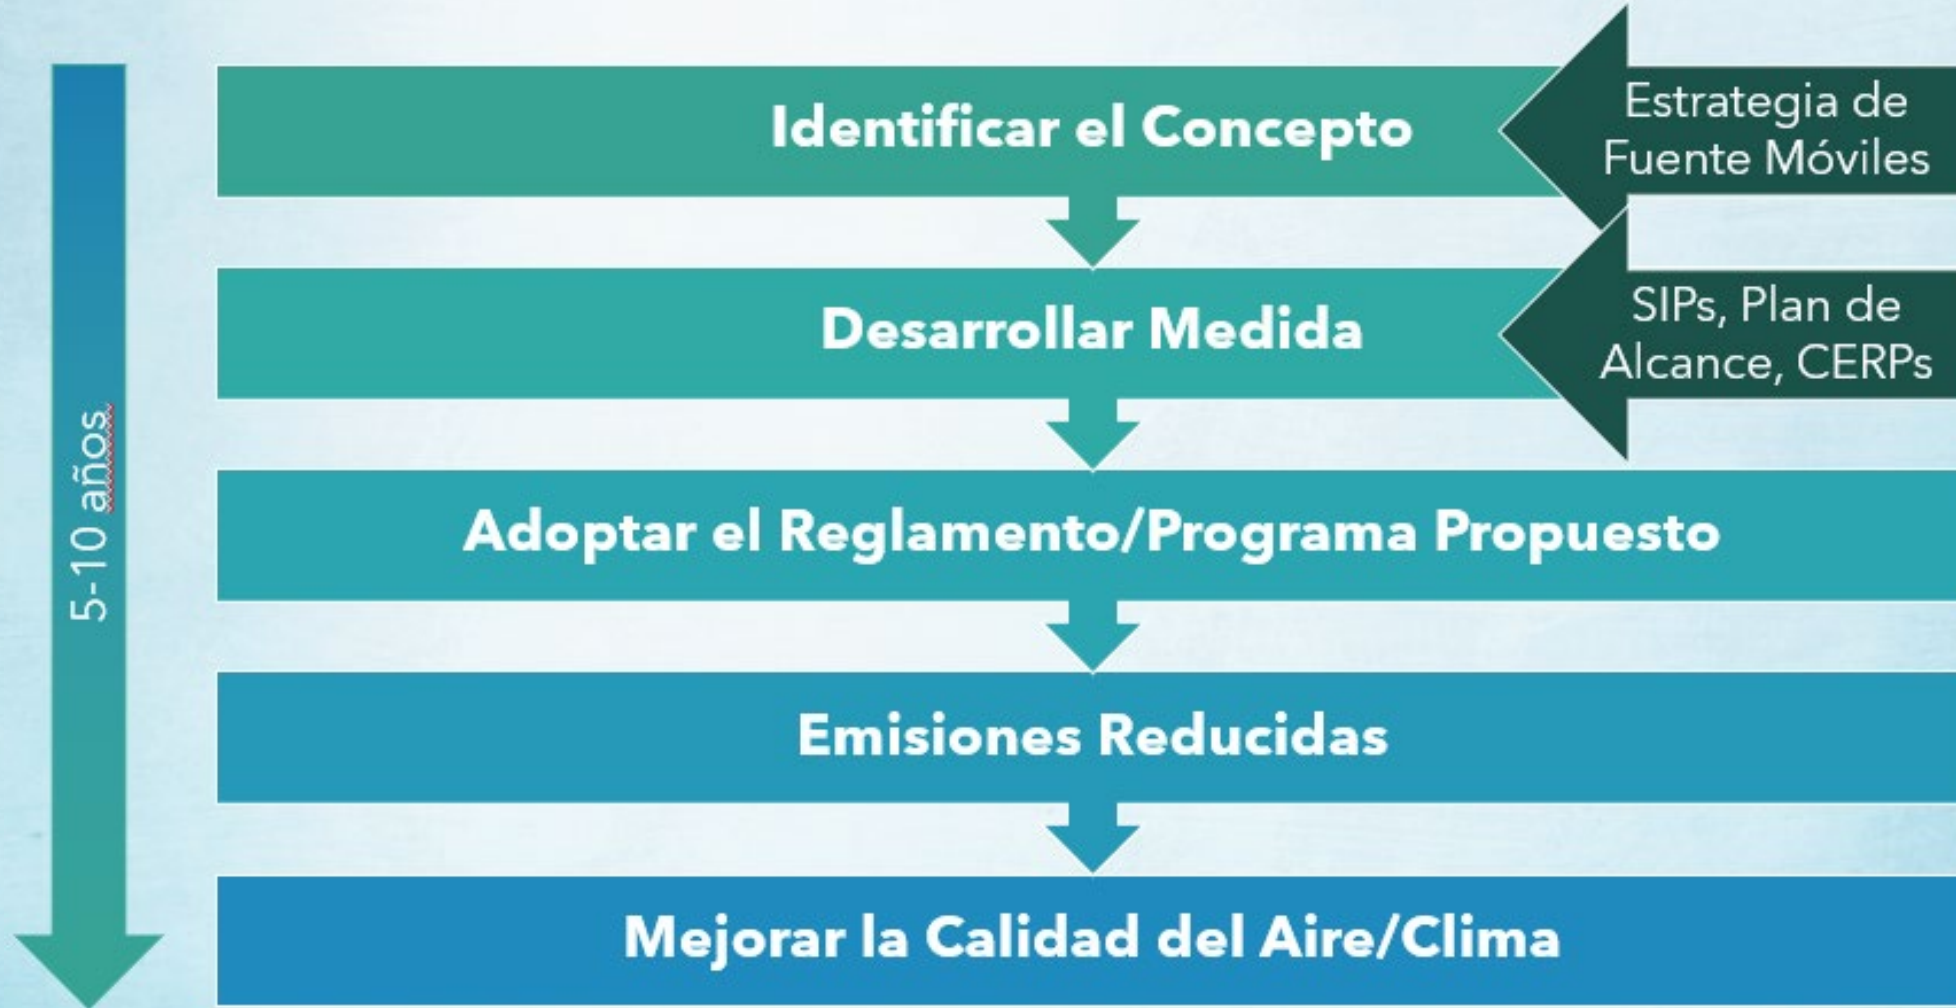 Identificar el Concepto
Estrategia de
Fuente Móviles
Desarrollar Medida
SIPs, Plan de
Alcance, CERPs
5-10 años
Adoptar el Reglamento/Programa Propuesto
Emisiones Reducidas
Mejorar la Calidad del Aire/Clima